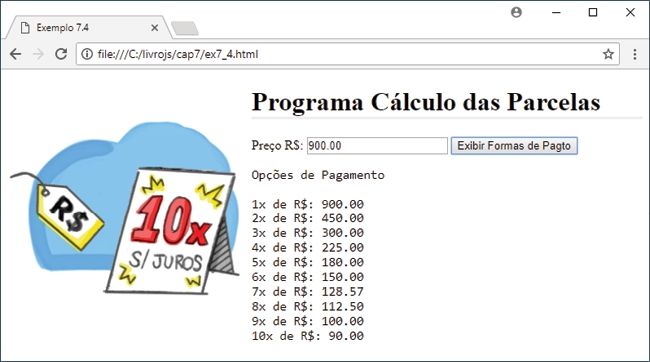 Exemplo 7.4
file:///C:/livrojs/cap7/ex7_4.html
Programa Cálculo das Parcelas
Preço R$: 900.00 Exibir Formas de Pagto
R$
10x
S/ JUROS
Opções de Pagamento
1x de R$: 900.00
2x de R$: 450.00
3x de R$: 300.00
4x de R$: 225.00
5x de R$: 180.00
6x de R$: 150.00
7x de R$: 128.57
8x de R$: 112.50
9x de R$: 100.00
10x de R$: 90.00